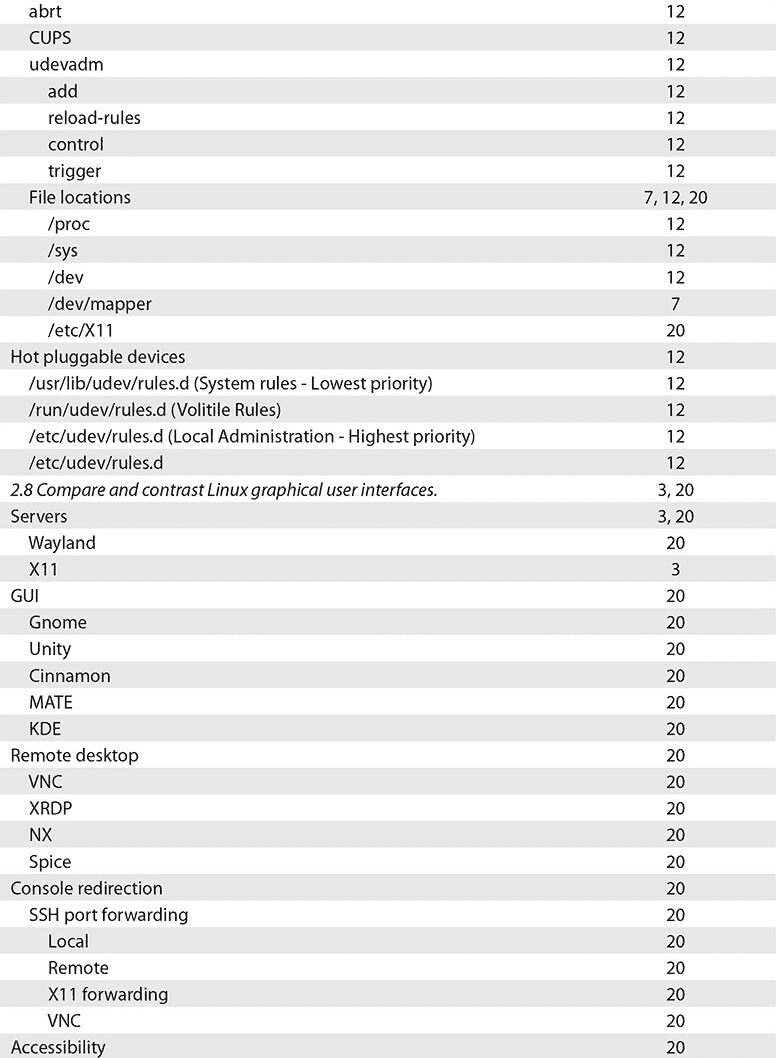 abrt 12
CUPS 12
udevadm 12
add 12
reload-rules 12
control 12
trigger 12
File locations 7, 12, 20
/proc 12
/sys 12
/dev 12
/dev/mapper 7
/etc/X11 20
Hot pluggable devices 12
/usr/lib/udev/rules.d (System rules - Lowest priority) 12
/run/udev/rules.d (Volitile Rules) 12
/etc/udev/rules.d (Local Administration - Highest priority) 12
/etc/udev/rules.d 12
2.8 Compare and contrast Linux graphical user interfaces. 3, 20
Servers 3, 20
Wayland 20
X11 3
GUI 20
Gnome 20
Unity 20
Cinnamon 20
MATE 20
KDE 20
Remote desktop 20
VNC 20
XRDP 20
NX 20
Spice 20
Console redirection 20
SSH port forwarding 20
Local 20
Remote 20
X11 forwarding 20
VNC 20
Accessibility 20